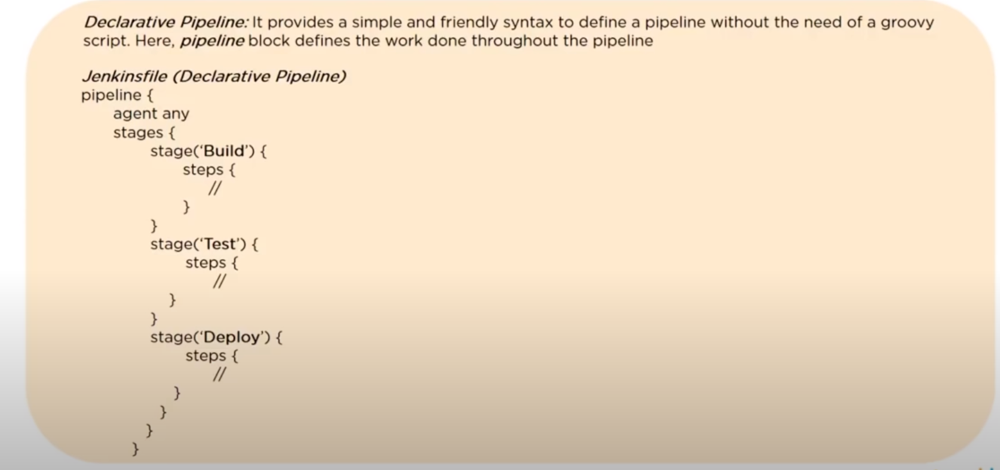 Declarative Pipeline: It provides a simple and friendly syntax to define a pipeline without the need of a groovy
script. Here, pipeline block defines the work done throughout the pipeline
Jenkinsfile (Declarative Pipeline)
pipeline {
agent any
stages {
stage(‘Build’) {
steps {
//
}
}
stage(‘Test’) {
steps {
//
}
}
stage(‘Deploy’) {
steps {
//
}
}
}
}